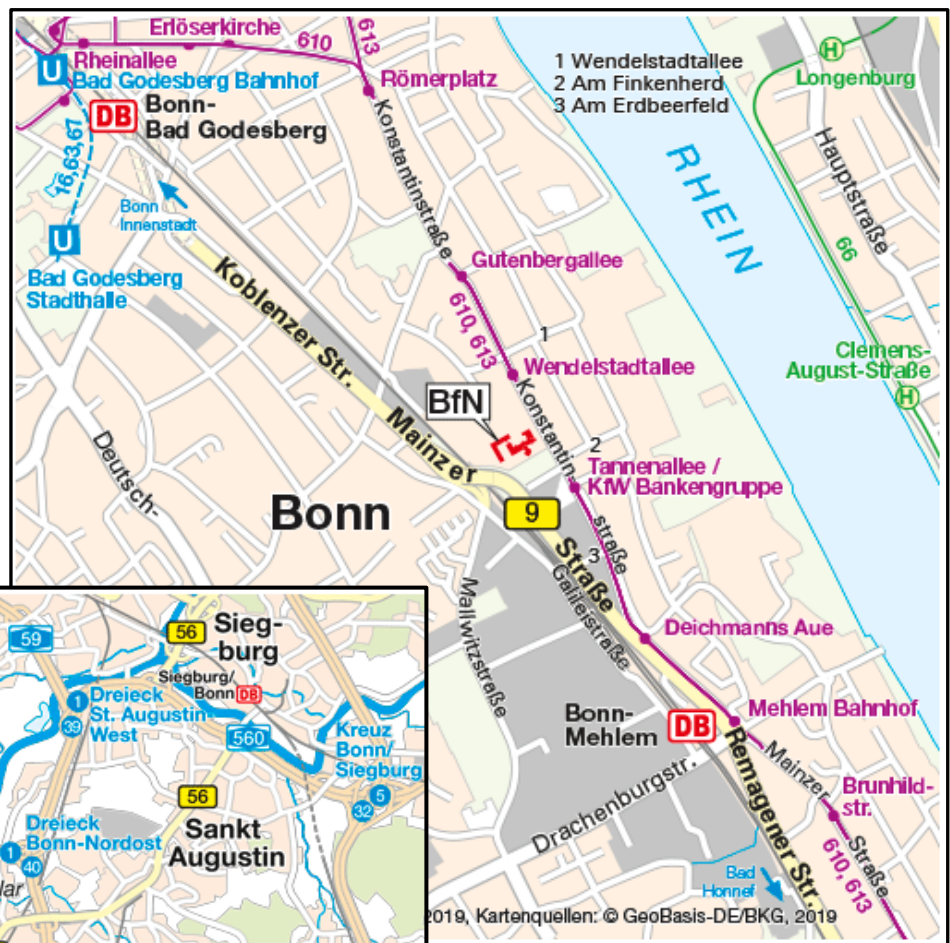 Erlöserkirche
610
613
Rheinallee
U
Bad Godesberg Bahnhof
DB
Bonn-
Bad Godesberg
Römerplatz
1 Wendelstadtallee
2 Am Finkenherd
3 Am Erdbeerfeld
H
Longenburg
16,63,67
Bonn
Innenstadt
U
Bad Godesberg
Stadthalle
Konstantinstraße
RHEIN
Hauptstraße
66
Gutenbergallee
610, 613
Koblenzer Str.
1
Wendelstadtallee
Clemens-
August-Straße
H
BfN
Mainzer
Konstantin-
2
Tannenallee /
KfW Bankengruppe
Deutsch-
Bonn
9
straße
3
Straße
Galileistraße
Mallwitzstraße
Deichmanns Aue
Bonn-
Mehlem
DB
Mehlem Bahnhof
Remagener Str.
Mainzer
Straße
Drachenburgstr.
Brunhild-
str.
610, 613
Bad
Honnef
59
56
Sieg-
burg
Siegburg/
Bonn
DB
1
39
Dreieck
St. Augustin-
West
560
Kreuz
Bonn/
Siegburg
5
32
56
Sankt
Augustin
Dreieck
Bonn-Nordost
1
40
lar
2019, Kartenquellen: © GeoBasis-DE/BKG, 2019